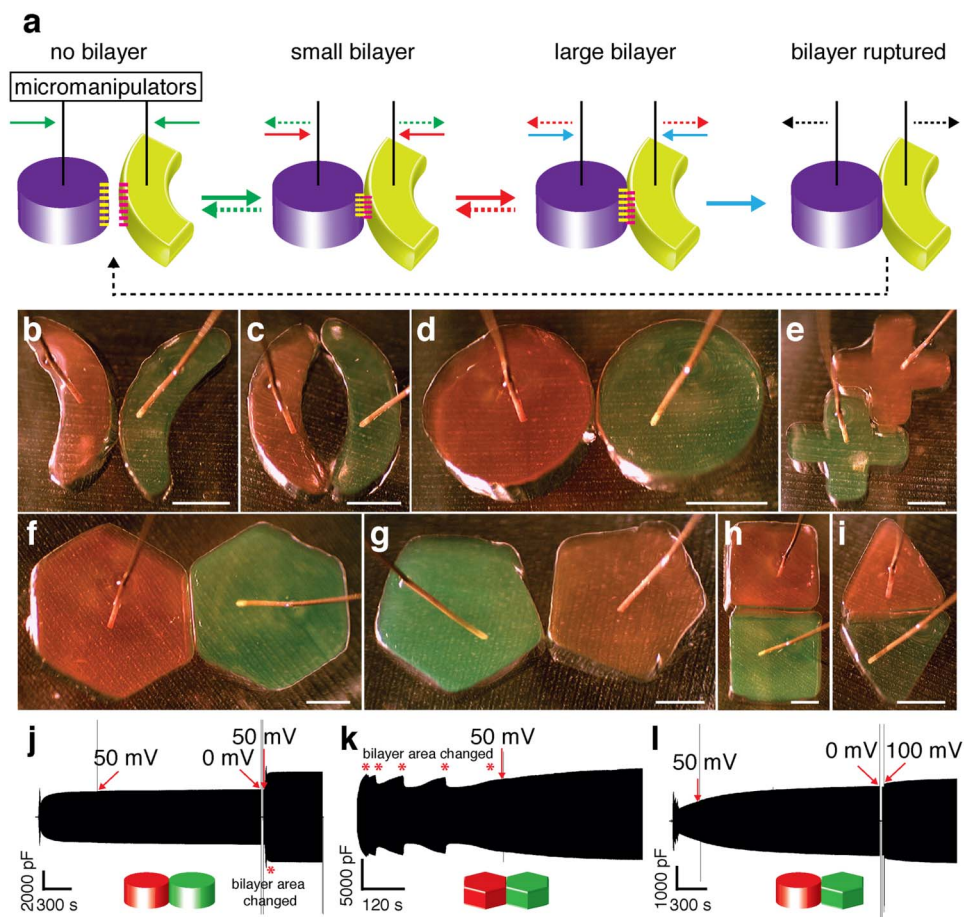 a
no bilayer
small bilayer
large bilayer
bilayer ruptured
micromanipulators
b
c
d
e
f
g
h
i
j
50 mV
0 mV
50 mV
*
bilayer area
changed
2000 pF
300 s
k
bilayer area changed
* * * * *
50 mV
5000 pF
120 s
l
50 mV
0 mV
100 mV
1000 pF
300 s